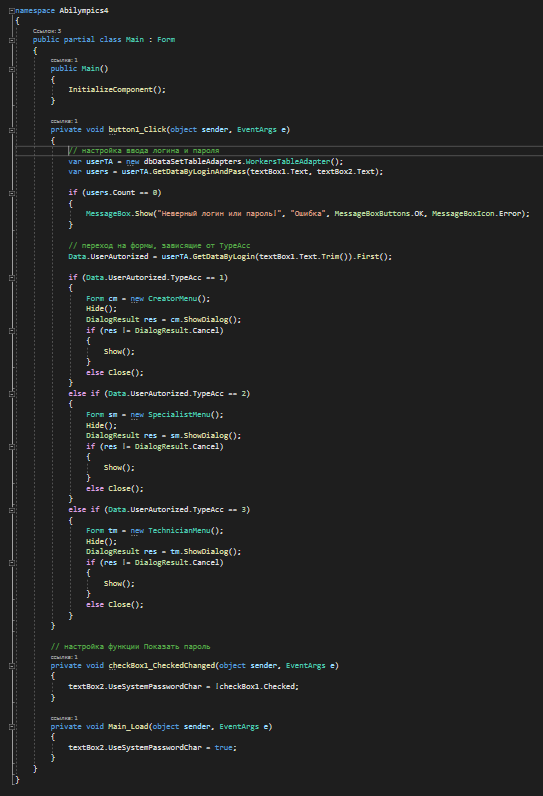 namespace Abilympics4
{
Ссылок: 3
public partial class Main : Form
{
ссылка: 1
public Main()
{
InitializeComponent();
}
ссылка: 1
private void button1_Click(object sender, EventArgs e)
{
// настройка ввода логина и пароля
var userTA = new dbDataSetTableAdapters.WorkersTableAdapter();
var users = userTA.GetDataByLoginAndPass(textBox1.Text, textBox2.Text);
if (users.Count == 0)
{
MessageBox.Show("Неверный логин или пароль!", "Ошибка", MessageBoxButtons.OK, MessageBoxIcon.Error);
}
// переход на формы, зависящие от TypeAcc
Data.UserAutorized = userTA.GetDataByLogin(textBox1.Text.Trim()).First();
if (Data.UserAutorized.TypeAcc == 1)
{
Form cm = new CreatorMenu();
Hide();
DialogResult res = cm.ShowDialog();
if (res != DialogResult.Cancel)
{
Show();
}
else Close();
}
else if (Data.UserAutorized.TypeAcc == 2)
{
Form sm = new SpecialistMenu();
Hide();
DialogResult res = sm.ShowDialog();
if (res != DialogResult.Cancel)
{
Show();
}
else Close();
}
else if (Data.UserAutorized.TypeAcc == 3)
{
Form tm = new TechnicianMenu();
Hide();
DialogResult res = tm.ShowDialog();
if (res != DialogResult.Cancel)
{
Show();
}
else Close();
}
}
// настройка функции Показать пароль
ссылка: 1
private void checkBox1_CheckedChanged(object sender, EventArgs e)
{
textBox2.UseSystemPasswordChar = !checkBox1.Checked;
}
ссылка: 1
private void Main_Load(object sender, EventArgs e)
{
textBox2.UseSystemPasswordChar = true;
}
}
}